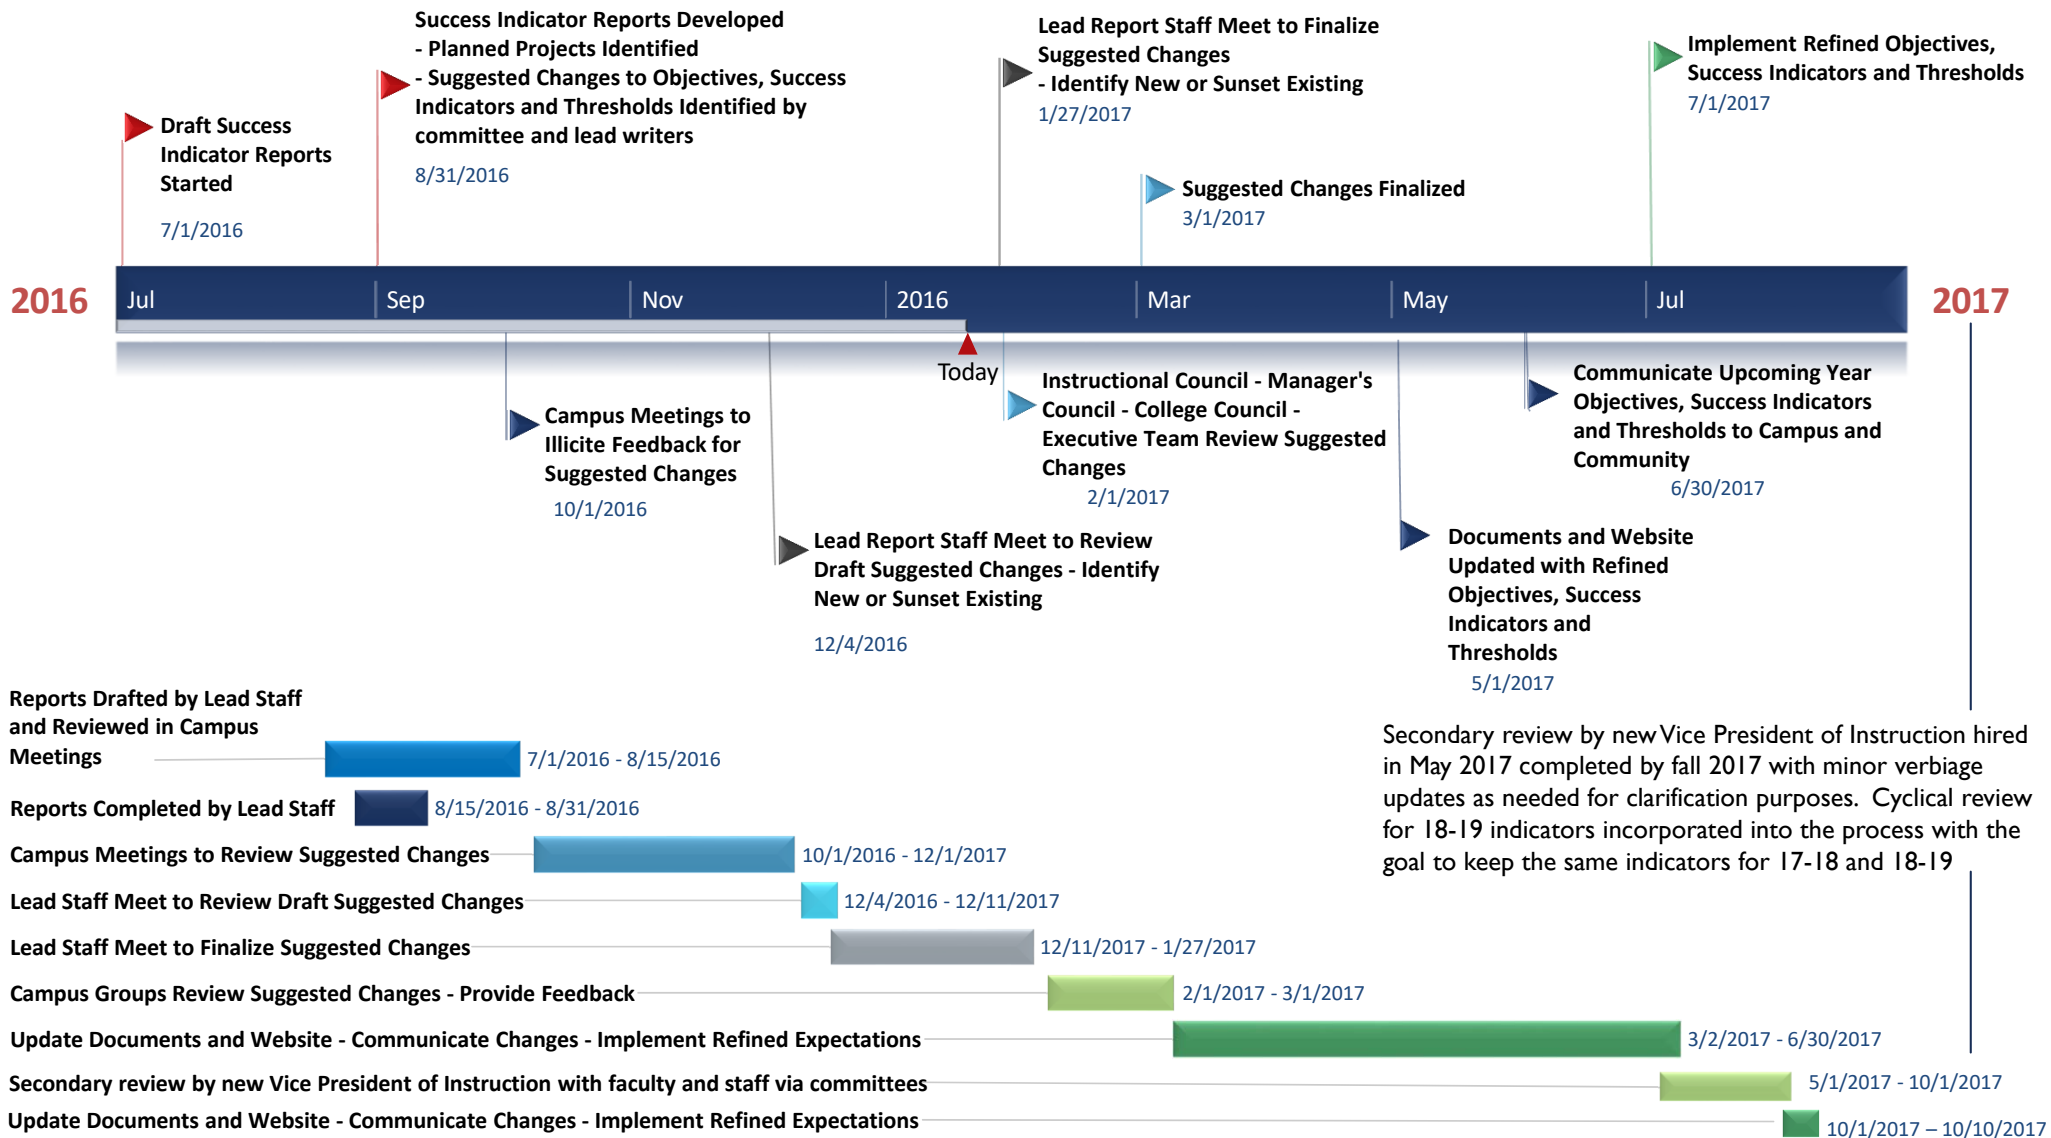 Success Indicator Reports Developed
- Planned Projects Identified
- Suggested Changes to Objectives, Success
Indicators and Thresholds Identified by
committee and lead writers
8/31/2016
Lead Report Staff Meet to Finalize
Suggested Changes
- Identify New or Sunset Existing
1/27/2017
Implement Refined Objectives,
Success Indicators and Thresholds
7/1/2017
Draft Success
Indicator Reports
Started
7/1/2016
Suggested Changes Finalized
3/1/2017
2016
Jul
Sep
Nov
2016
Mar
May
Jul
2017
Today
Campus Meetings to
Illicite Feedback for
Suggested Changes
10/1/2016
Instructional Council - Manager's
Council - College Council -
Executive Team Review Suggested
Changes
2/1/2017
Communicate Upcoming Year
Objectives, Success Indicators
and Thresholds to Campus and
Community
6/30/2017
Lead Report Staff Meet to Review
Draft Suggested Changes - Identify
New or Sunset Existing
12/4/2016
Documents and Website
Updated with Refined
Objectives, Success
Indicators and
Thresholds
5/1/2017
Reports Drafted by Lead Staff
and Reviewed in Campus
Meetings
7/1/2016 - 8/15/2016
Reports Completed by Lead Staff
8/15/2016 - 8/31/2016
Campus Meetings to Review Suggested Changes
10/1/2016 - 12/1/2017
Lead Staff Meet to Review Draft Suggested Changes
12/4/2016 - 12/11/2017
Lead Staff Meet to Finalize Suggested Changes
12/11/2017 - 1/27/2017
Campus Groups Review Suggested Changes - Provide Feedback
2/1/2017 - 3/1/2017
Update Documents and Website - Communicate Changes - Implement Refined Expectations
3/2/2017 - 6/30/2017
Secondary review by new Vice President of Instruction with faculty and staff via committees
5/1/2017 - 10/1/2017
Update Documents and Website - Communicate Changes - Implement Refined Expectations
10/1/2017 – 10/10/2017
Secondary review by new Vice President of Instruction hired
in May 2017 completed by fall 2017 with minor verbiage
updates as needed for clarification purposes.  Cyclical review
for 18-19 indicators incorporated into the process with the
goal to keep the same indicators for 17-18 and 18-19